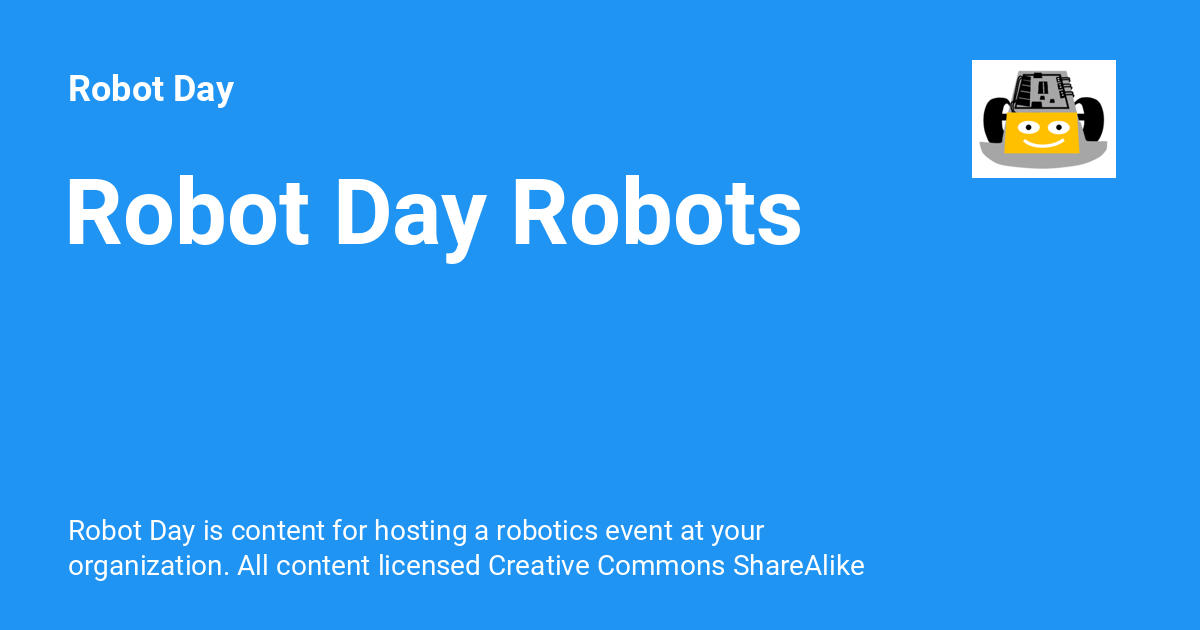 Robot Day
Robot Day Robots
Robot Day is content for hosting a robotics event at your
organization. All content licensed Creative Commons ShareAlike